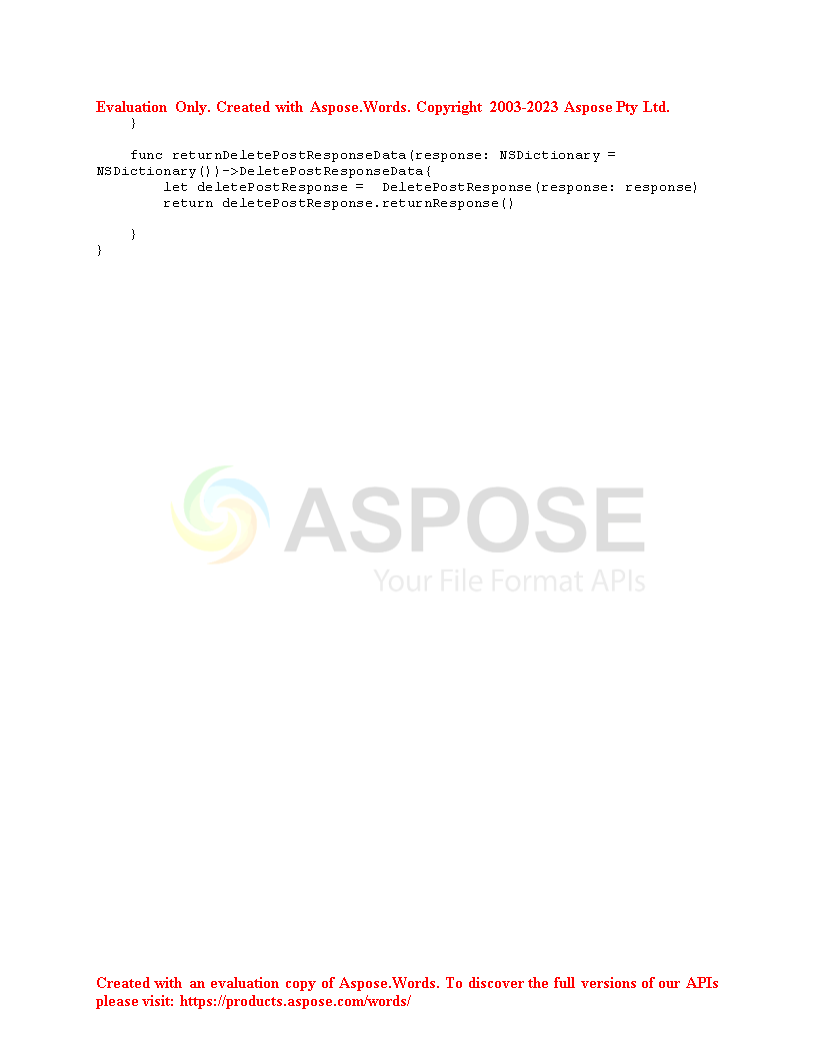 Evaluation Only. Created with Aspose.Words. Copyright 2003-2023 Aspose Pty Ltd.
    }
    func returnDeletePostResponseData(response: NSDictionary =
NSDictionary())->DeletePostResponseData{
        let deletePostResponse =  DeletePostResponse(response: response)
        return deletePostResponse.returnResponse()
    }
}
ASPOSE
Your File Format APIs
Created with an evaluation copy of Aspose.Words. To discover the full versions of our APIs
please visit: https://products.aspose.com/words/